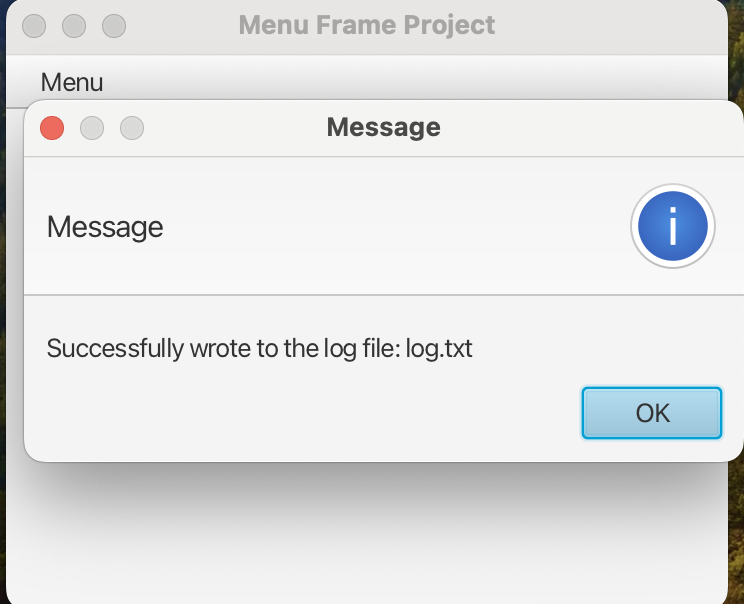 Menu Frame Project
Menu
Message
Message
Successfully wrote to the log file: log.txt
OK